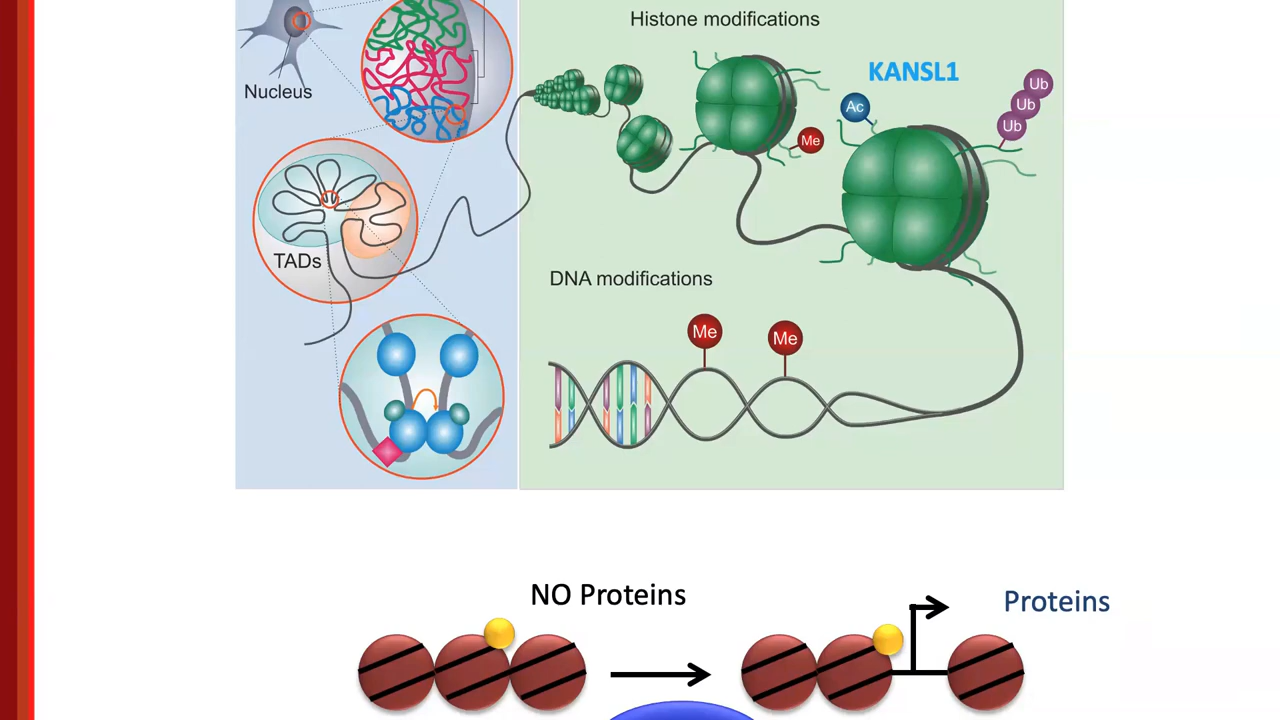 Histone modifications
Nucleus
KANSL1
Ub
Ub
Ub
Ac
Me
TADs
DNA modifications
Me
Me
NO Proteins
Proteins